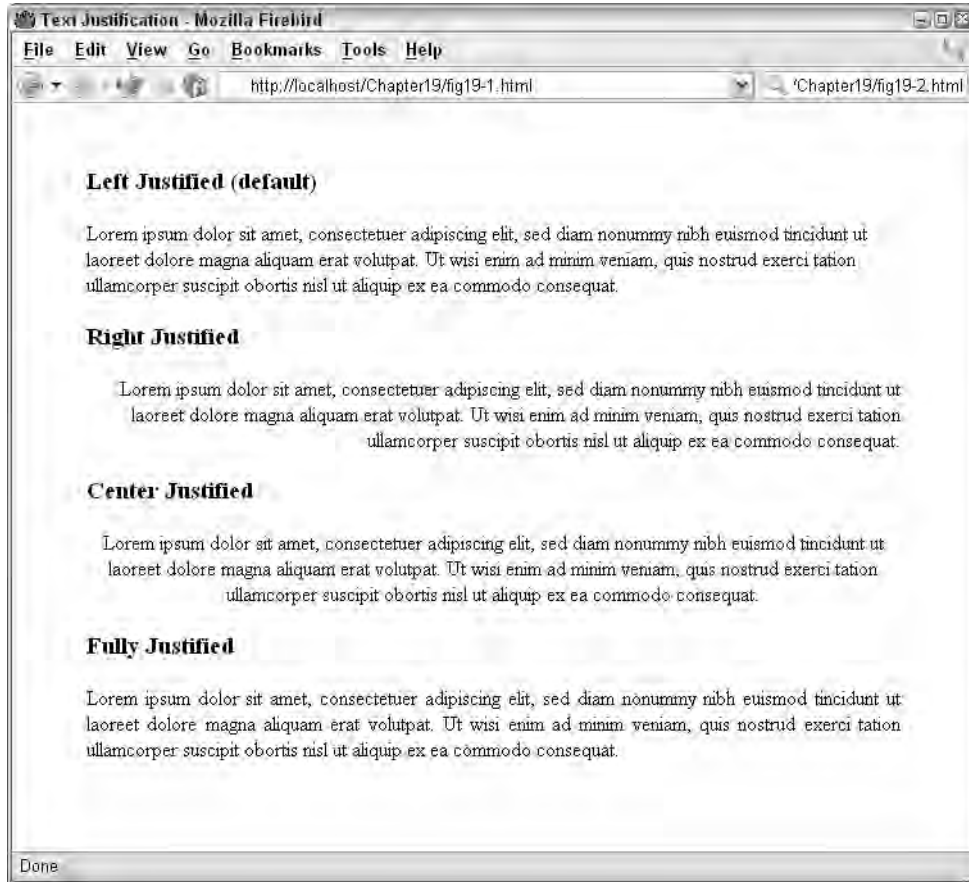 Text Justification - Mozilla Firebird
File Edit View Go Bookmarks Tools Help
http://localhost/Chapter19/fig19-1.html
'Chapter19/fig19-2.html
Left Justified (default)
Lorem ipsum dolor sit amet, consectetuer adipiscing elit, sed diam nonummy nibh euismod tincidunt ut
laoreet dolore magna aliquam erat volutpat. Ut wisi enim ad minim veniam, quis nostrud exerci tation
ullamcorper suscipit obortis nisl ut aliquip ex ea commodo consequat.
Right Justified
Lorem ipsum dolor sit amet, consectetuer adipiscing elit, sed diam nonummy nibh euismod tincidunt ut
laoreet dolore magna aliquam erat volutpat. Ut wisi enim ad minim veniam, quis nostrud exerci tation
ullamcorper suscipit obortis nisl ut aliquip ex ea commodo consequat.
Center Justified
Lorem ipsum dolor sit amet, consectetuer adipiscing elit, sed diam nonummy nibh euismod tincidunt ut
laoreet dolore magna aliquam erat volutpat. Ut wisi enim ad minim veniam, quis nostrud exerci tation
ullamcorper suscipit obortis nisl ut aliquip ex ea commodo consequat.
Fully Justified
Lorem ipsum dolor sit amet, consectetuer adipiscing elit, sed diam nonummy nibh euismod tincidunt ut
laoreet dolore magna aliquam erat volutpat. Ut wisi enim ad minim veniam, quis nostrud exerci tation
ullamcorper suscipit obortis nisl ut aliquip ex ea commodo consequat.
Done